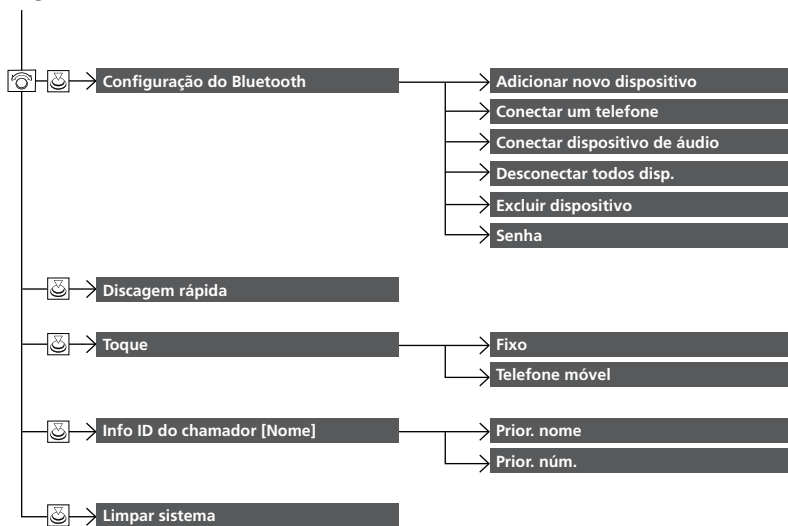 Configuração do Bluetooth
Adicionar novo dispositivo
Conectar um telefone
Conectar dispositivo de áudio
Desconectar todos disp.
Excluir dispositivo
Senha
Discagem rápida
Toque
Fixo
Telefone móvel
Info ID do chamador [Nome]
Prior. nome
Prior. núm.
Limpar sistema